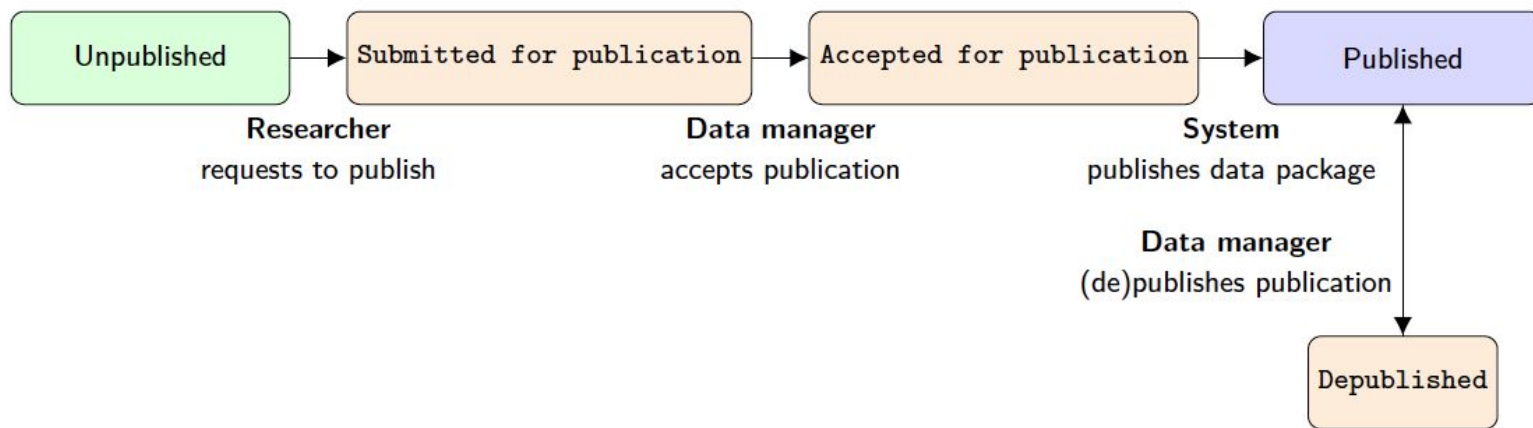 Unpublished
Submitted for publication
Accepted for publication
Published
Researcher
requests to publish
Data manager
accepts publication
System
publishes data package
Data manager
(de)publishes publication
Depublished